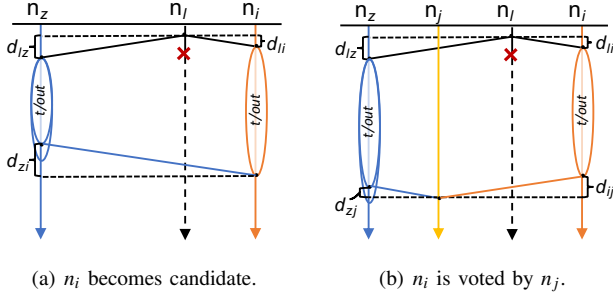 n_z n_l n_i
d_lz d_li
t/out t/out
d_zi
(a) n_i becomes candidate.
n_z n_j n_l n_i
d_lz d_li
t/out t/out
d_zj d_ij
(b) n_i is voted by n_j.